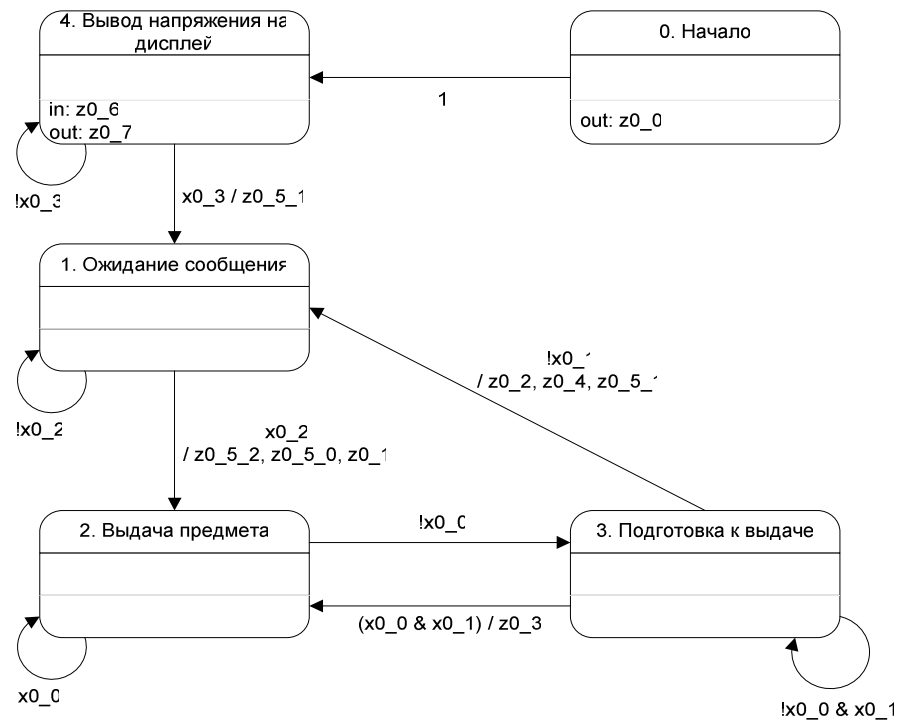 4. Вывод напряжения на
дисплей
in: z0_6
out: z0_7
0. Начало
out: z0_0
1
!x0_3
x0_3 / z0_5_1
1. Ожидание сообщения
!x0_2
!x0_1
/ z0_2, z0_4, z0_5_1
x0_2
/ z0_5_2, z0_5_0, z0_1
2. Выдача предмета
!x0_0
3. Подготовка к выдаче
(x0_0 & x0_1) / z0_3
x0_0
!x0_0 & x0_1